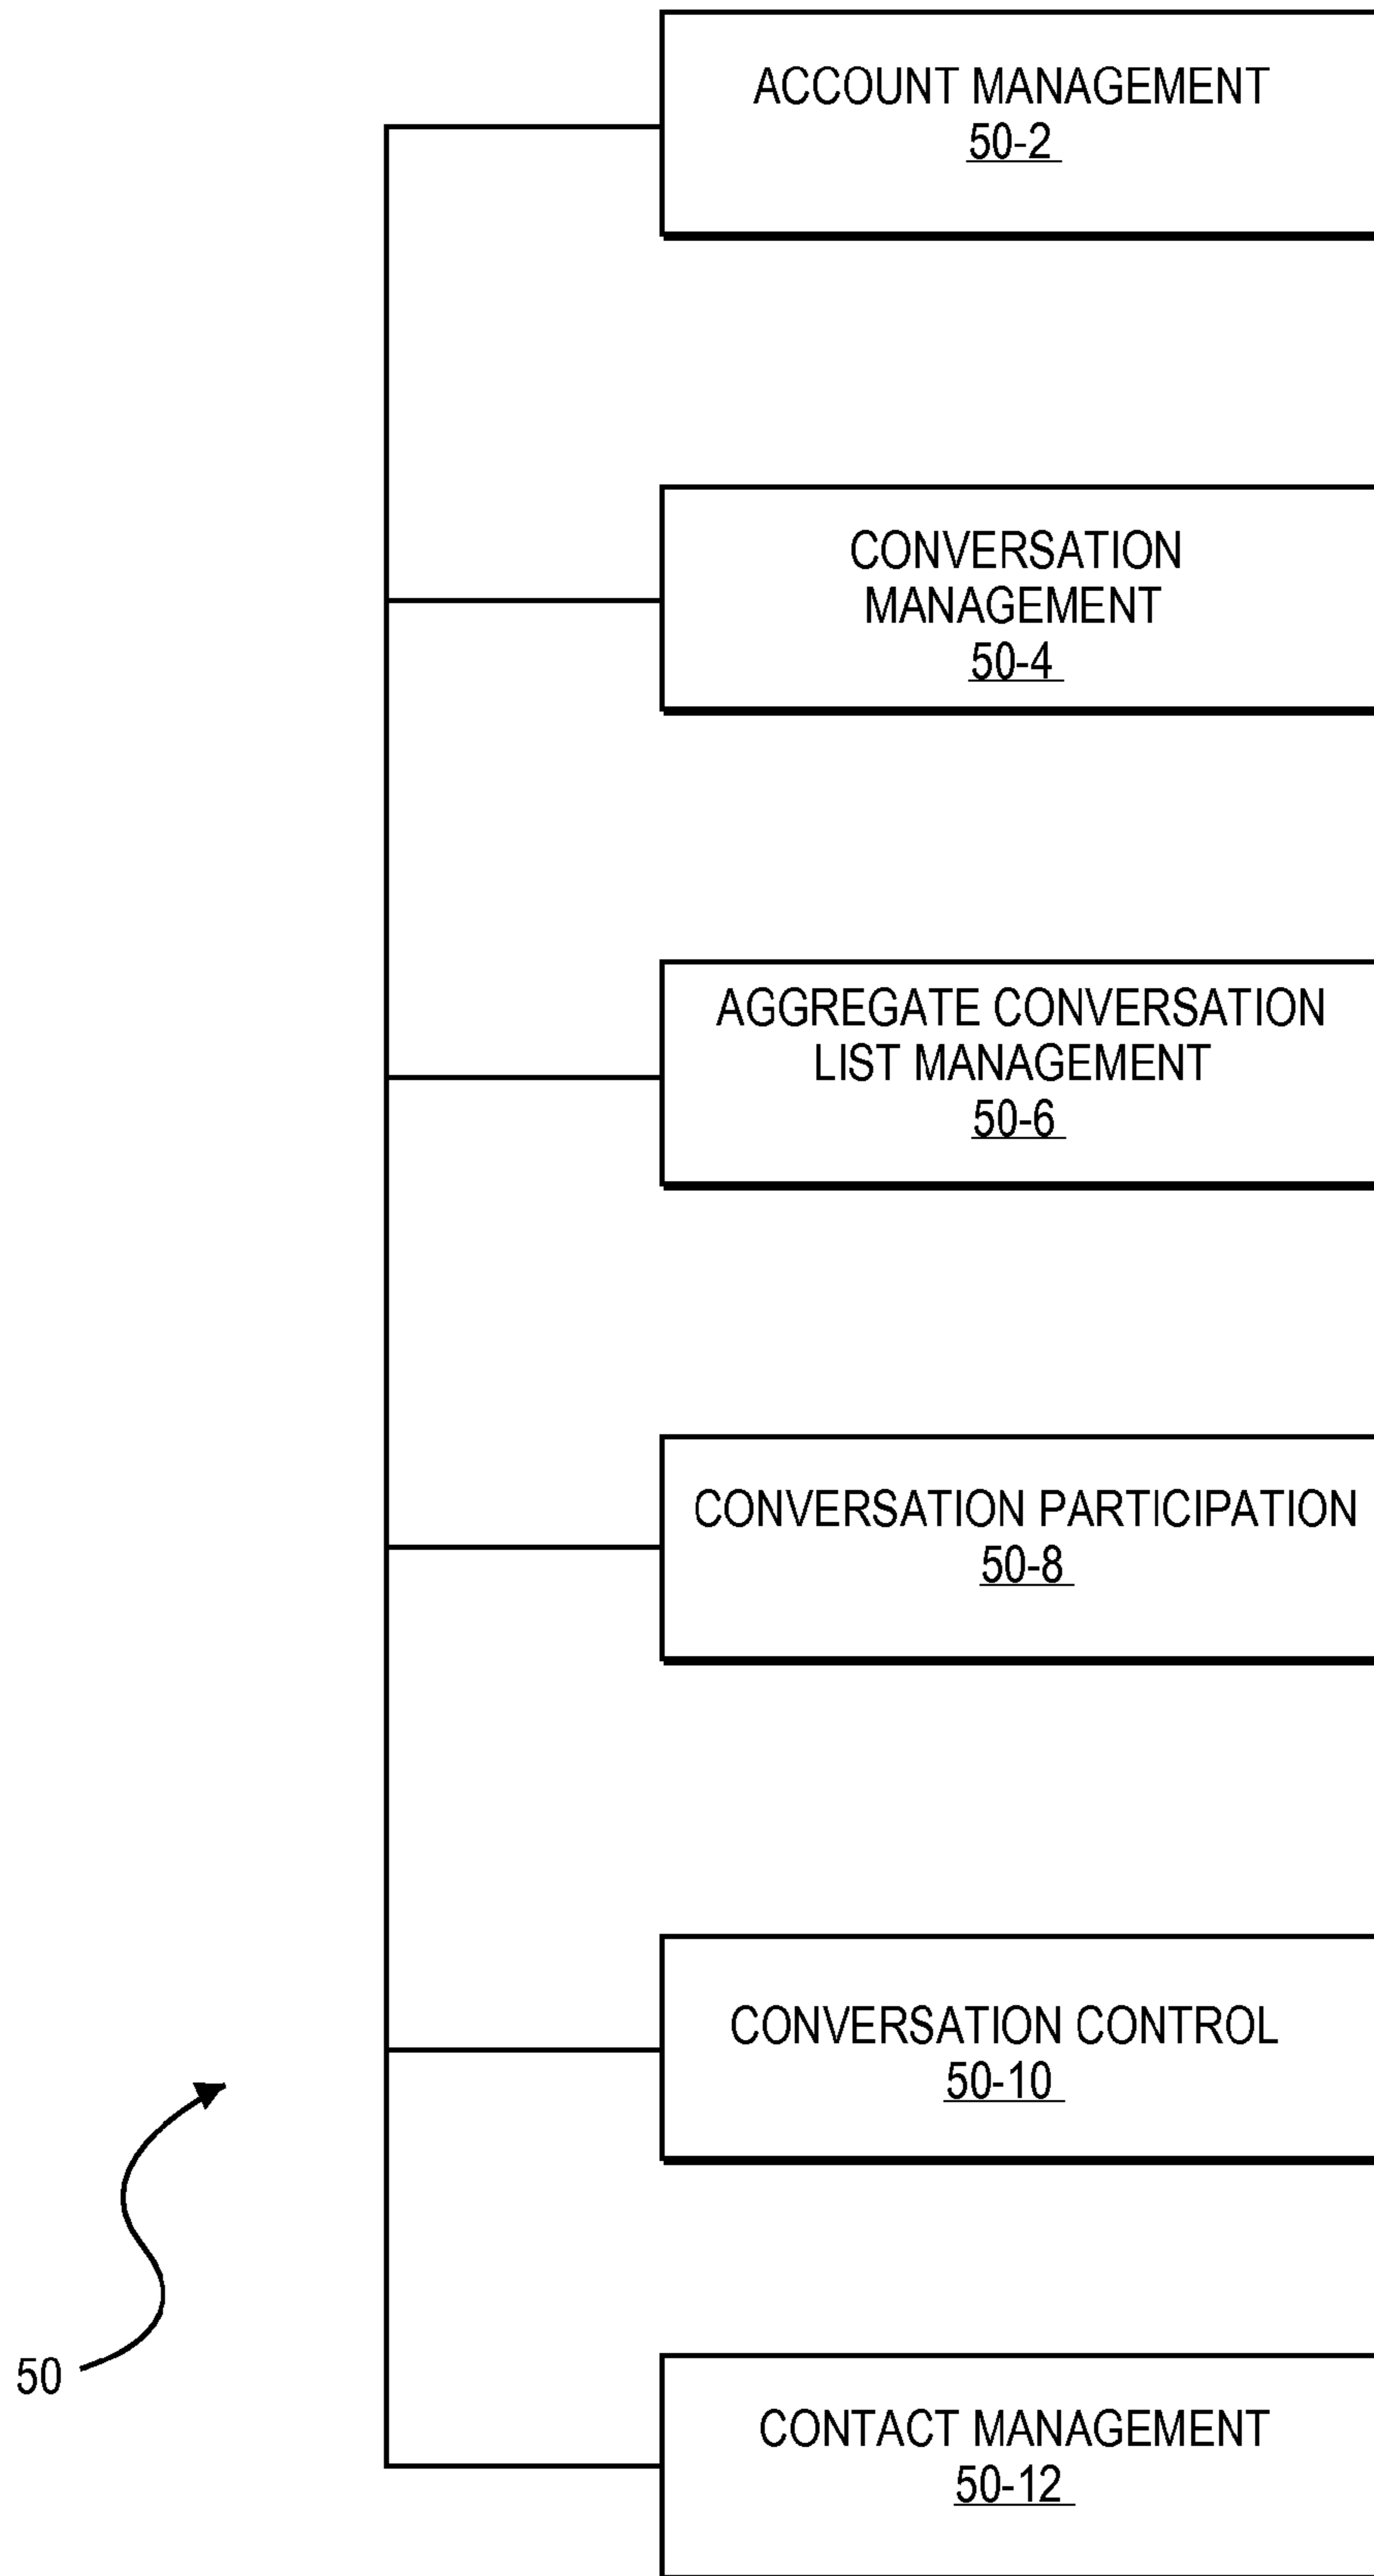 ACCOUNT MANAGEMENT
50-2
CONVERSATION
MANAGEMENT
50-4
AGGREGATE CONVERSATION
LIST MANAGEMENT
50-6
CONVERSATION PARTICIPATION
50-8
CONVERSATION CONTROL
50-10
50
CONTACT MANAGEMENT
50-12